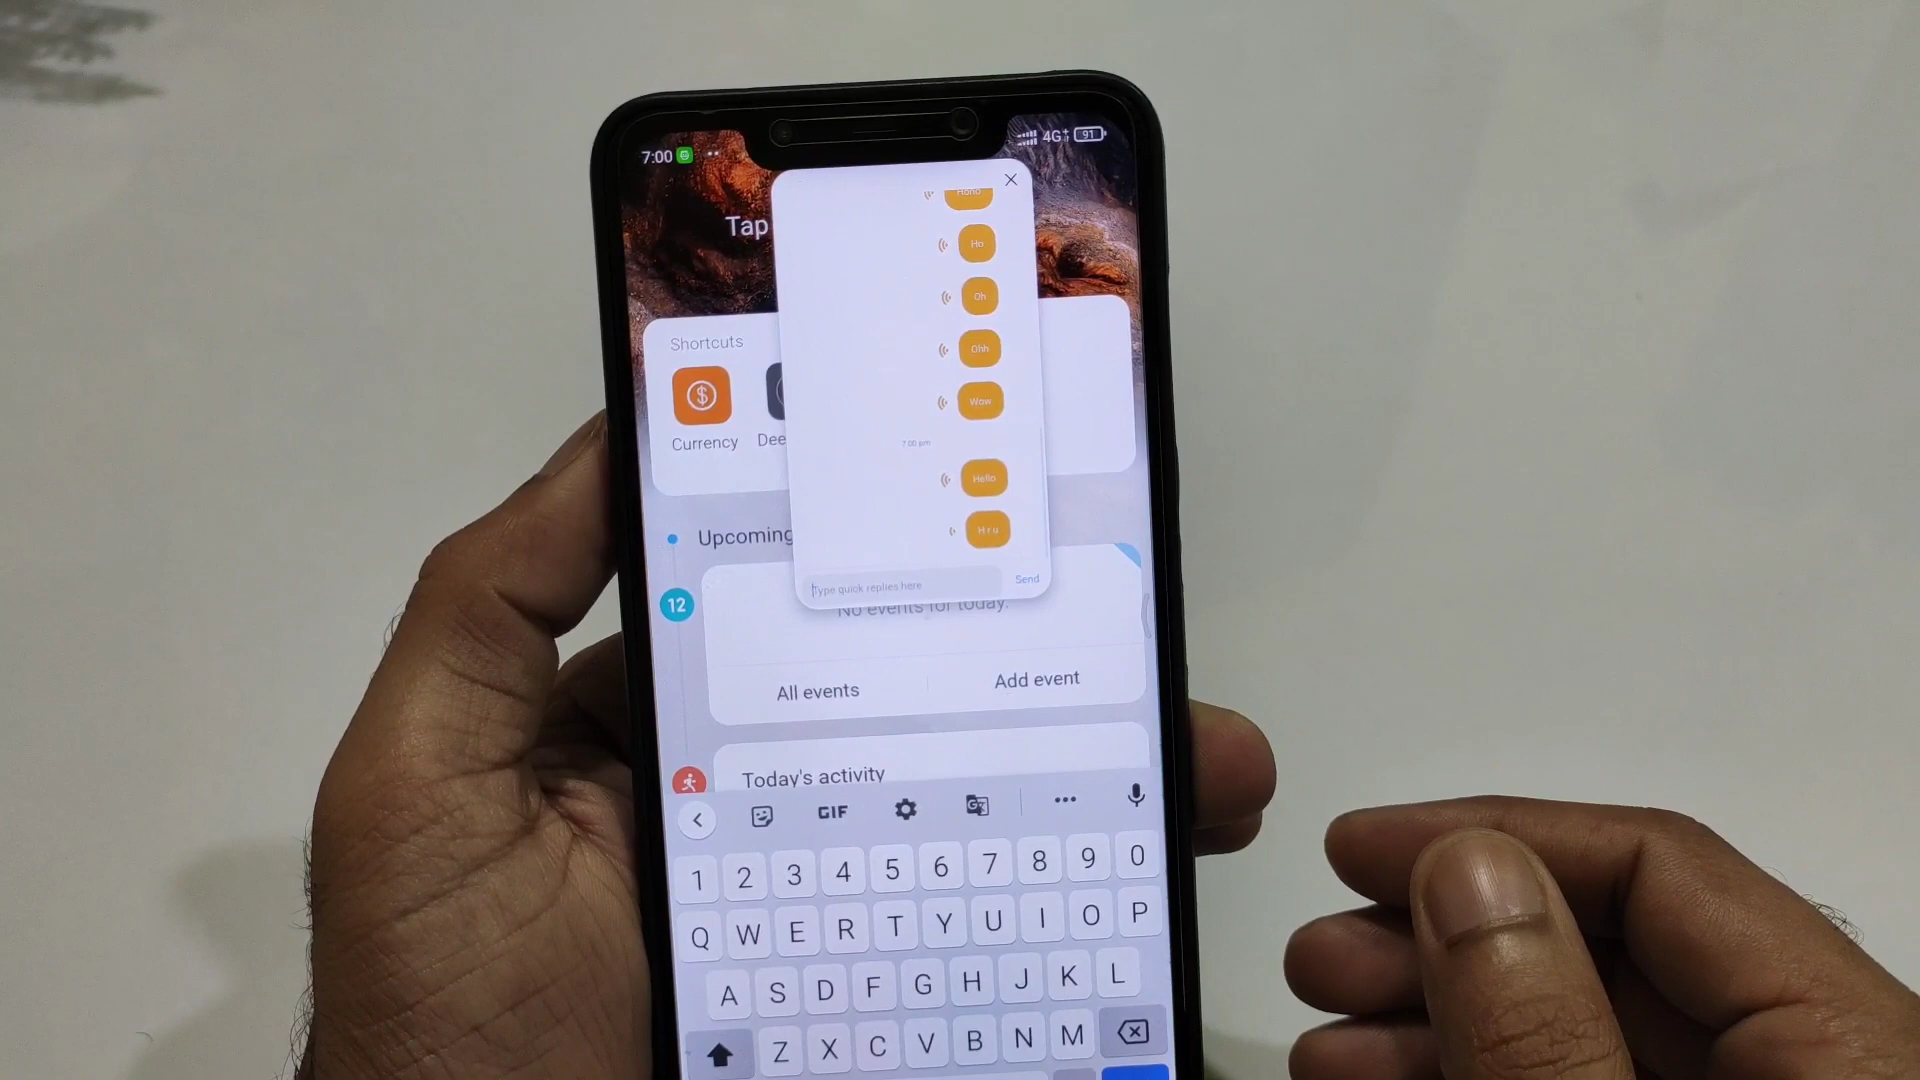 7:00
4G+
91
Tap
Ho
Oh
Ohh
Wow
7:00 pm
Hello
H r u
Type quick replies here
Send
Shortcuts
$
Currency
Dee
Upcoming
12
No events for today.
All events
Add event
Today's activity
GIF
1 2 3 4 5 6 7 8 9 0
Q W E R T Y U I O P
A S D F G H J K L
Z X C V B N M